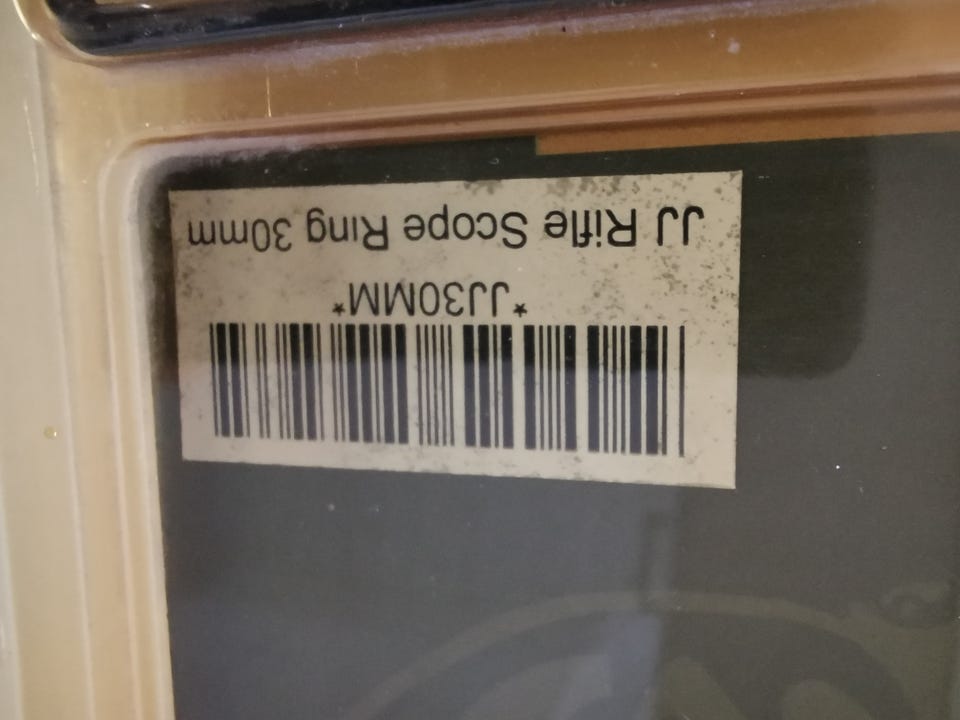 JJ Rifle Scope Ring 30mm
*JJ30MM*